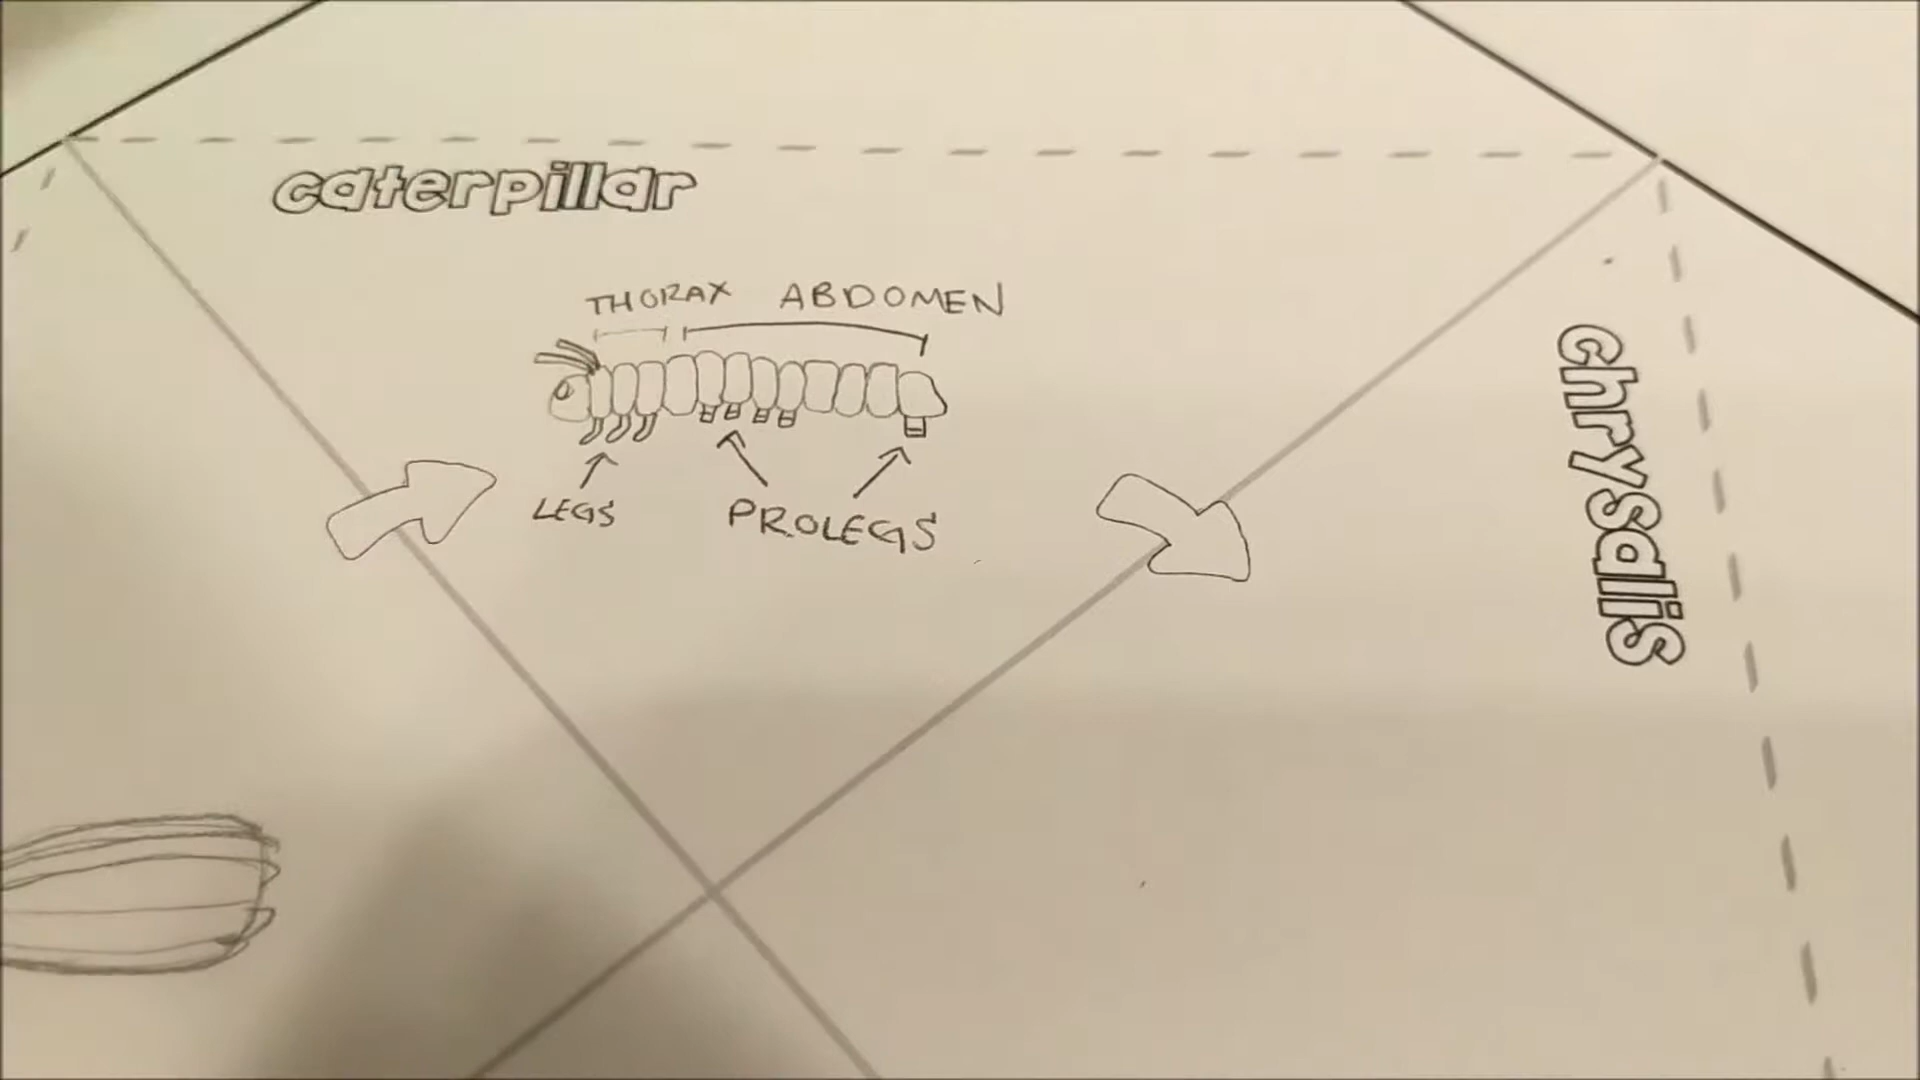 caterpillar
THORAX ABDOMEN
LEGS
PROLEGS
chrysalis